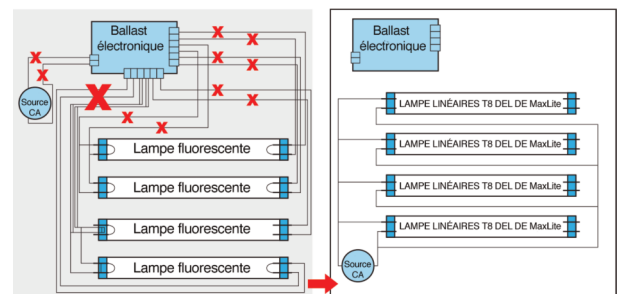 Ballast
électronique
Source
CA
Lampe fluorescente
Lampe fluorescente
Lampe fluorescente
Lampe fluorescente
Ballast
électronique
LAMPE LINÉAIRES T8 DEL DE MaxLite
LAMPE LINÉAIRES T8 DEL DE MaxLite
LAMPE LINÉAIRES T8 DEL DE MaxLite
LAMPE LINÉAIRES T8 DEL DE MaxLite
Source
CA